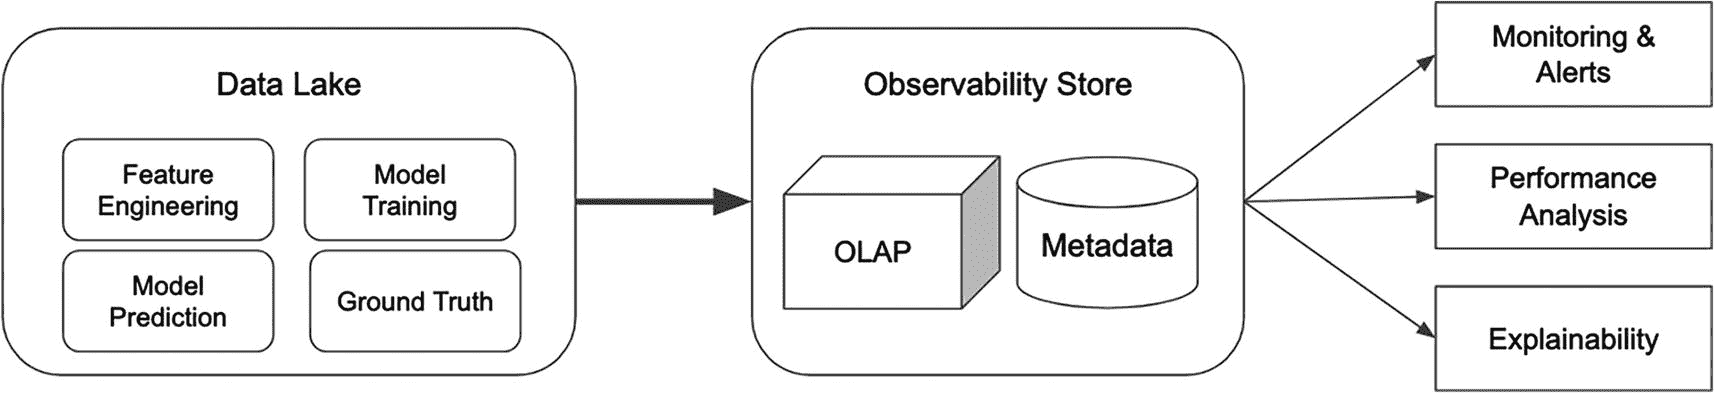 Data Lake
Feature
Engineering
Model
Training
Model
Prediction
Ground Truth
Observability Store
OLAP
Metadata
Monitoring &
Alerts
Performance
Analysis
Explainability